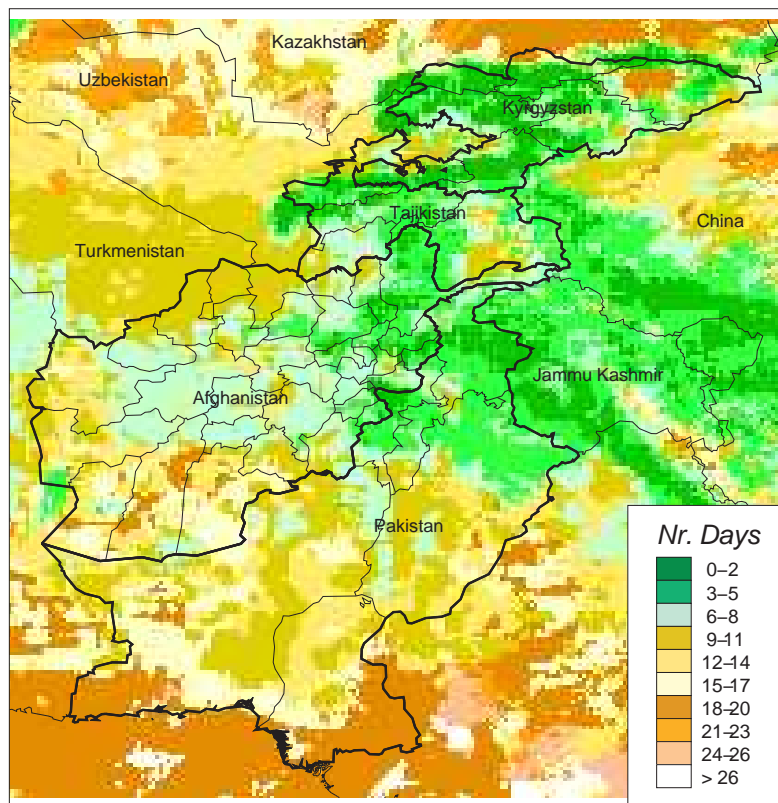 Kazakhstan
Uzbekistan
Kyrgyzstan
Tajikistan
China
Turkmenistan
Jammu Kashmir
Afghanistan
Pakistan
Nr. Days
0–2
3–5
6–8
9–11
12–14
15–17
18–20
21–23
24–26
> 26